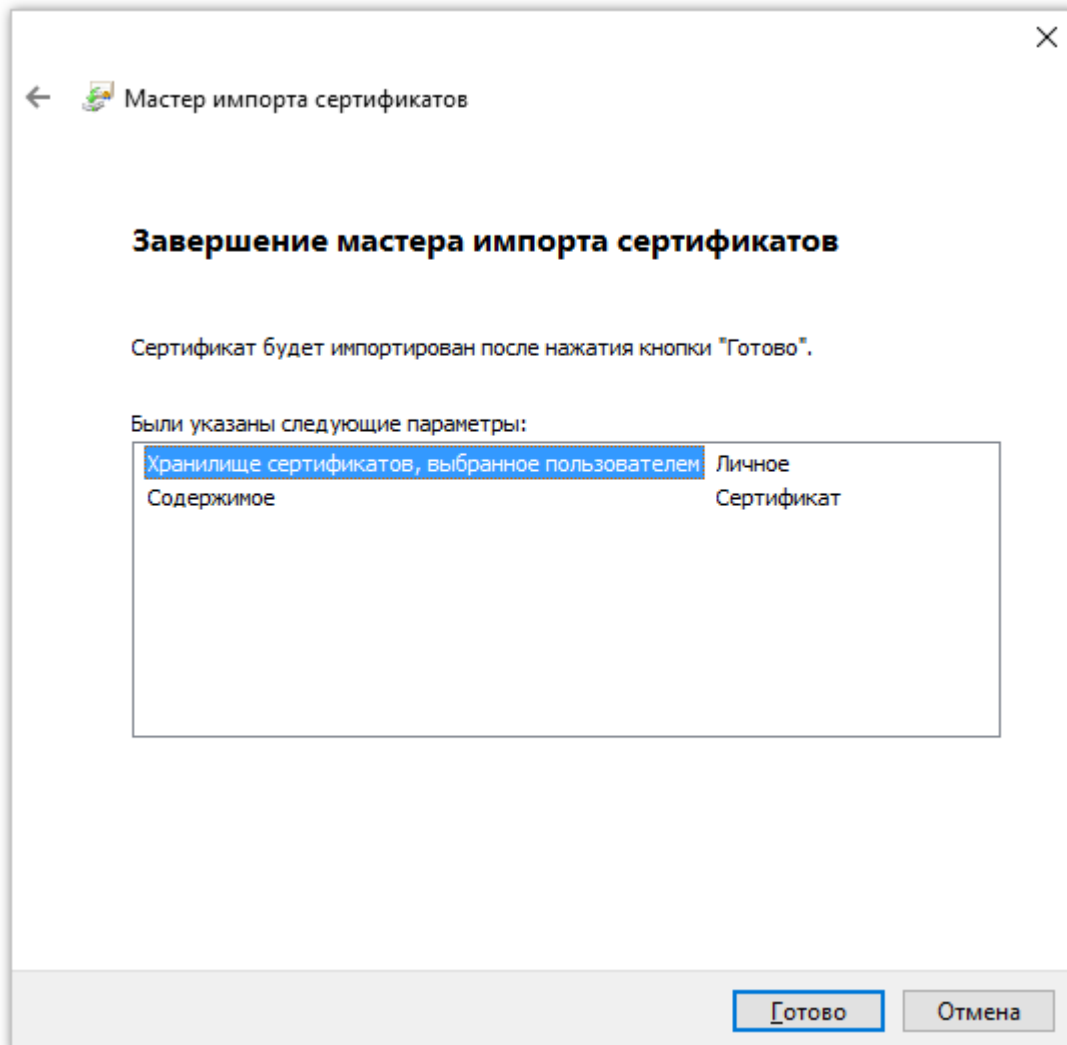 Мастер импорта сертификатов
Завершение мастера импорта сертификатов
Сертификат будет импортирован после нажатия кнопки "Готово".
Были указаны следующие параметры:
Хранилище сертификатов, выбранное пользователем Личное
Содержимое Сертификат
Готово Отмена